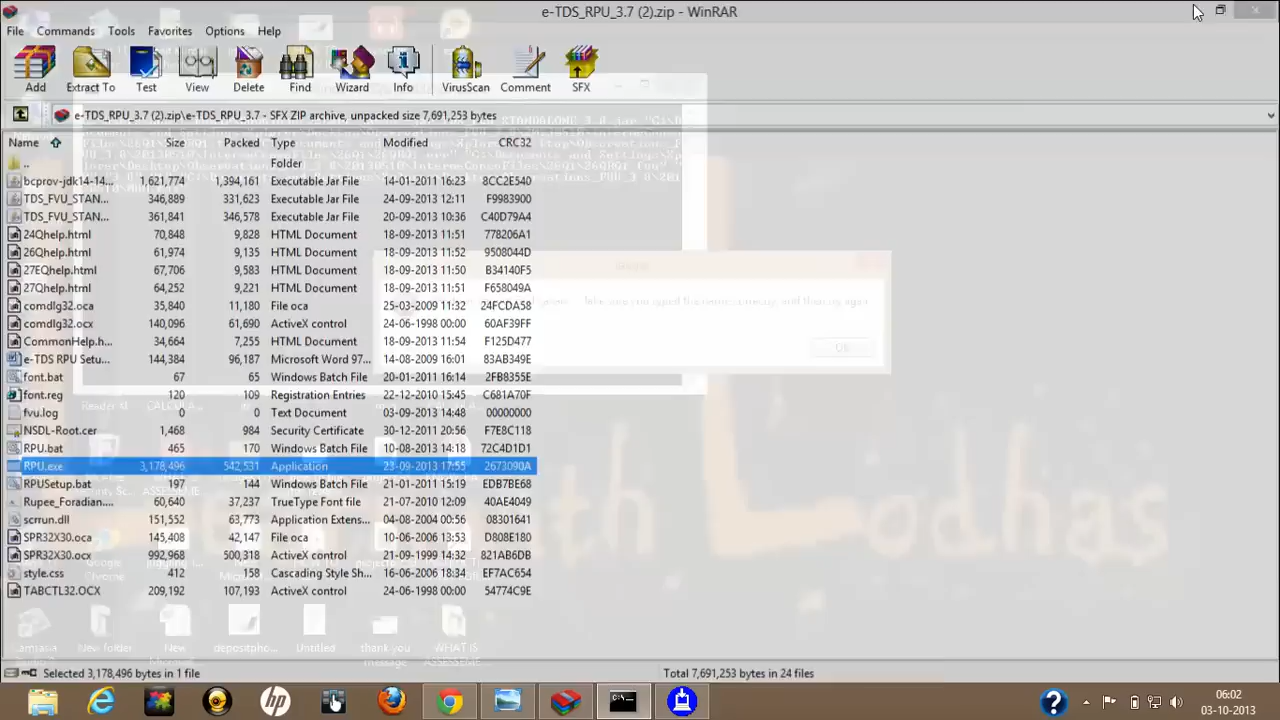 e-TDS_RPU_3.7 (2).zip - WinRAR
File Commands Tools Favorites Options Help
Add Extract To Test View Delete Find Wizard Info VirusScan Comment SFX
e-TDS_RPU_3.7 (2).zip\e-TDS_RPU_3.7 - SFX ZIP archive, unpacked size 7,691,253 bytes
Name Size Packed Type Modified CRC32
.. Folder
bcprov-jdk14-14... 1,621,774 1,394,161 Executable Jar File 14-01-2011 16:23 8CC2E540
TDS_FVU_STAN... 346,889 331,623 Executable Jar File 24-09-2013 12:11 F9983900
TDS_FVU_STAN... 361,841 346,578 Executable Jar File 20-09-2013 10:36 C40D79A4
24Qhelp.html 70,848 9,828 HTML Document 18-09-2013 11:51 778206A1
26Qhelp.html 61,974 9,135 HTML Document 18-09-2013 11:52 9508044D
27EQhelp.html 67,706 9,583 HTML Document 18-09-2013 11:50 B34140F5
27Qhelp.html 64,252 9,221 HTML Document 18-09-2013 11:51 F658049A
comdlg32.oca 35,840 11,180 File oca 25-03-2009 11:32 24FCDA58
comdlg32.ocx 140,096 61,690 ActiveX control 24-06-1998 00:00 60AF39FF
CommonHelp.h... 34,664 7,255 HTML Document 18-09-2013 11:54 F125D477
e-TDS RPU Setu... 144,384 96,187 Microsoft Word 97... 14-08-2009 16:01 83AB349E
font.bat 67 65 Windows Batch File 20-01-2011 16:14 2FB8355E
font.reg 120 109 Registration Entries 22-12-2010 15:45 C681A70F
fvu.log 0 0 Text Document 03-09-2013 14:48 00000000
NSDL-Root.cer 1,468 984 Security Certificate 30-12-2011 20:56 F7E8C118
RPU.bat 465 170 Windows Batch File 10-08-2013 14:18 72C4D1D1
RPU.exe 3,178,496 542,531 Application 23-09-2013 17:55 2673090A
RPUSetup.bat 197 144 Windows Batch File 21-01-2011 15:19 EDB7BE68
Rupee_Foradian.... 60,640 37,237 TrueType Font file 21-07-2010 12:09 40AE4049
scrrun.dll 151,552 63,773 Application Extens... 04-08-2004 00:56 08301641
SPR32X30.oca 145,408 42,147 File oca 10-06-2006 13:53 D808E180
SPR32X30.ocx 992,968 500,318 ActiveX control 21-09-1999 14:32 821AB6DB
style.css 412 158 Cascading Style Sh... 16-06-2006 18:34 EF7AC654
TABCTL32.OCX 209,192 107,193 ActiveX control 24-06-1998 00:00 54774C9E
New folder New depositpho... Untitled thank you message WHAT IS ASSESSME...
Selected 3,178,496 bytes in 1 file Total 7,691,253 bytes in 24 files
06:02
03-10-2013